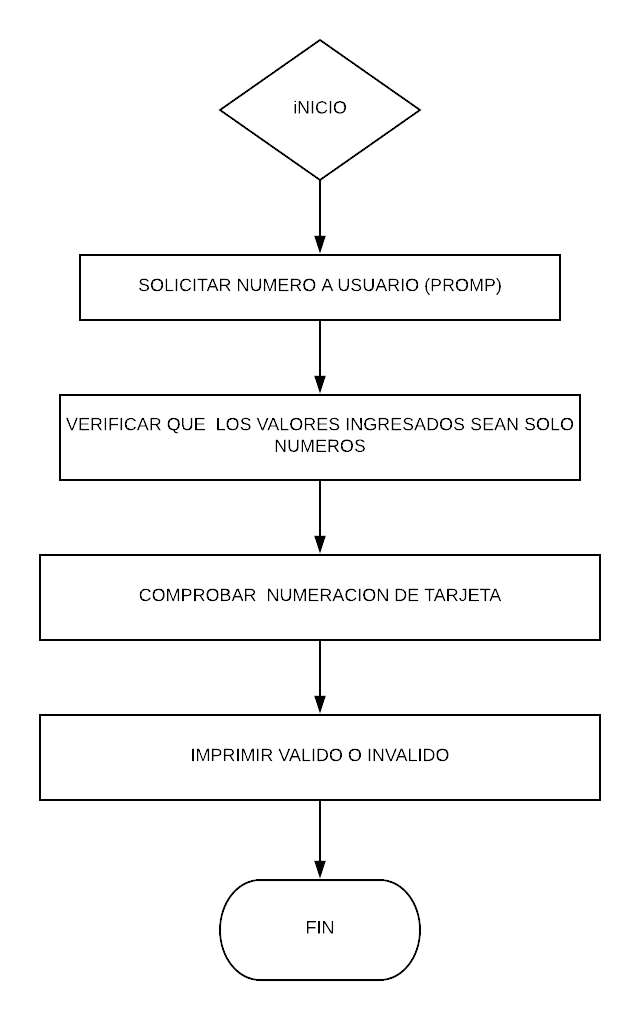 iNICIO
SOLICITAR NUMERO A USUARIO (PROMP)
VERIFICAR QUE  LOS VALORES INGRESADOS SEAN SOLO
NUMEROS
COMPROBAR  NUMERACION DE TARJETA
IMPRIMIR VALIDO O INVALIDO
FIN